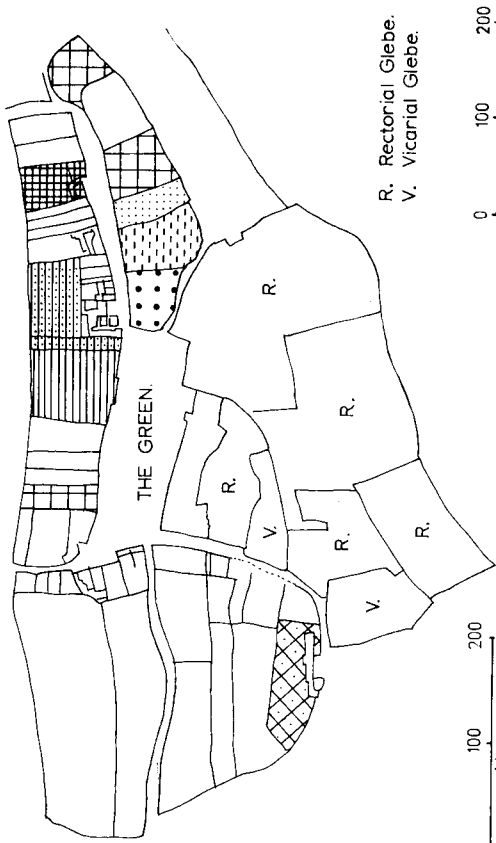 THE GREEN.
R.
R.
R.
V.
R.
R.
V.
R. Rectorial Glebe.
V. Vicarial Glebe.
0 100 200
100 200